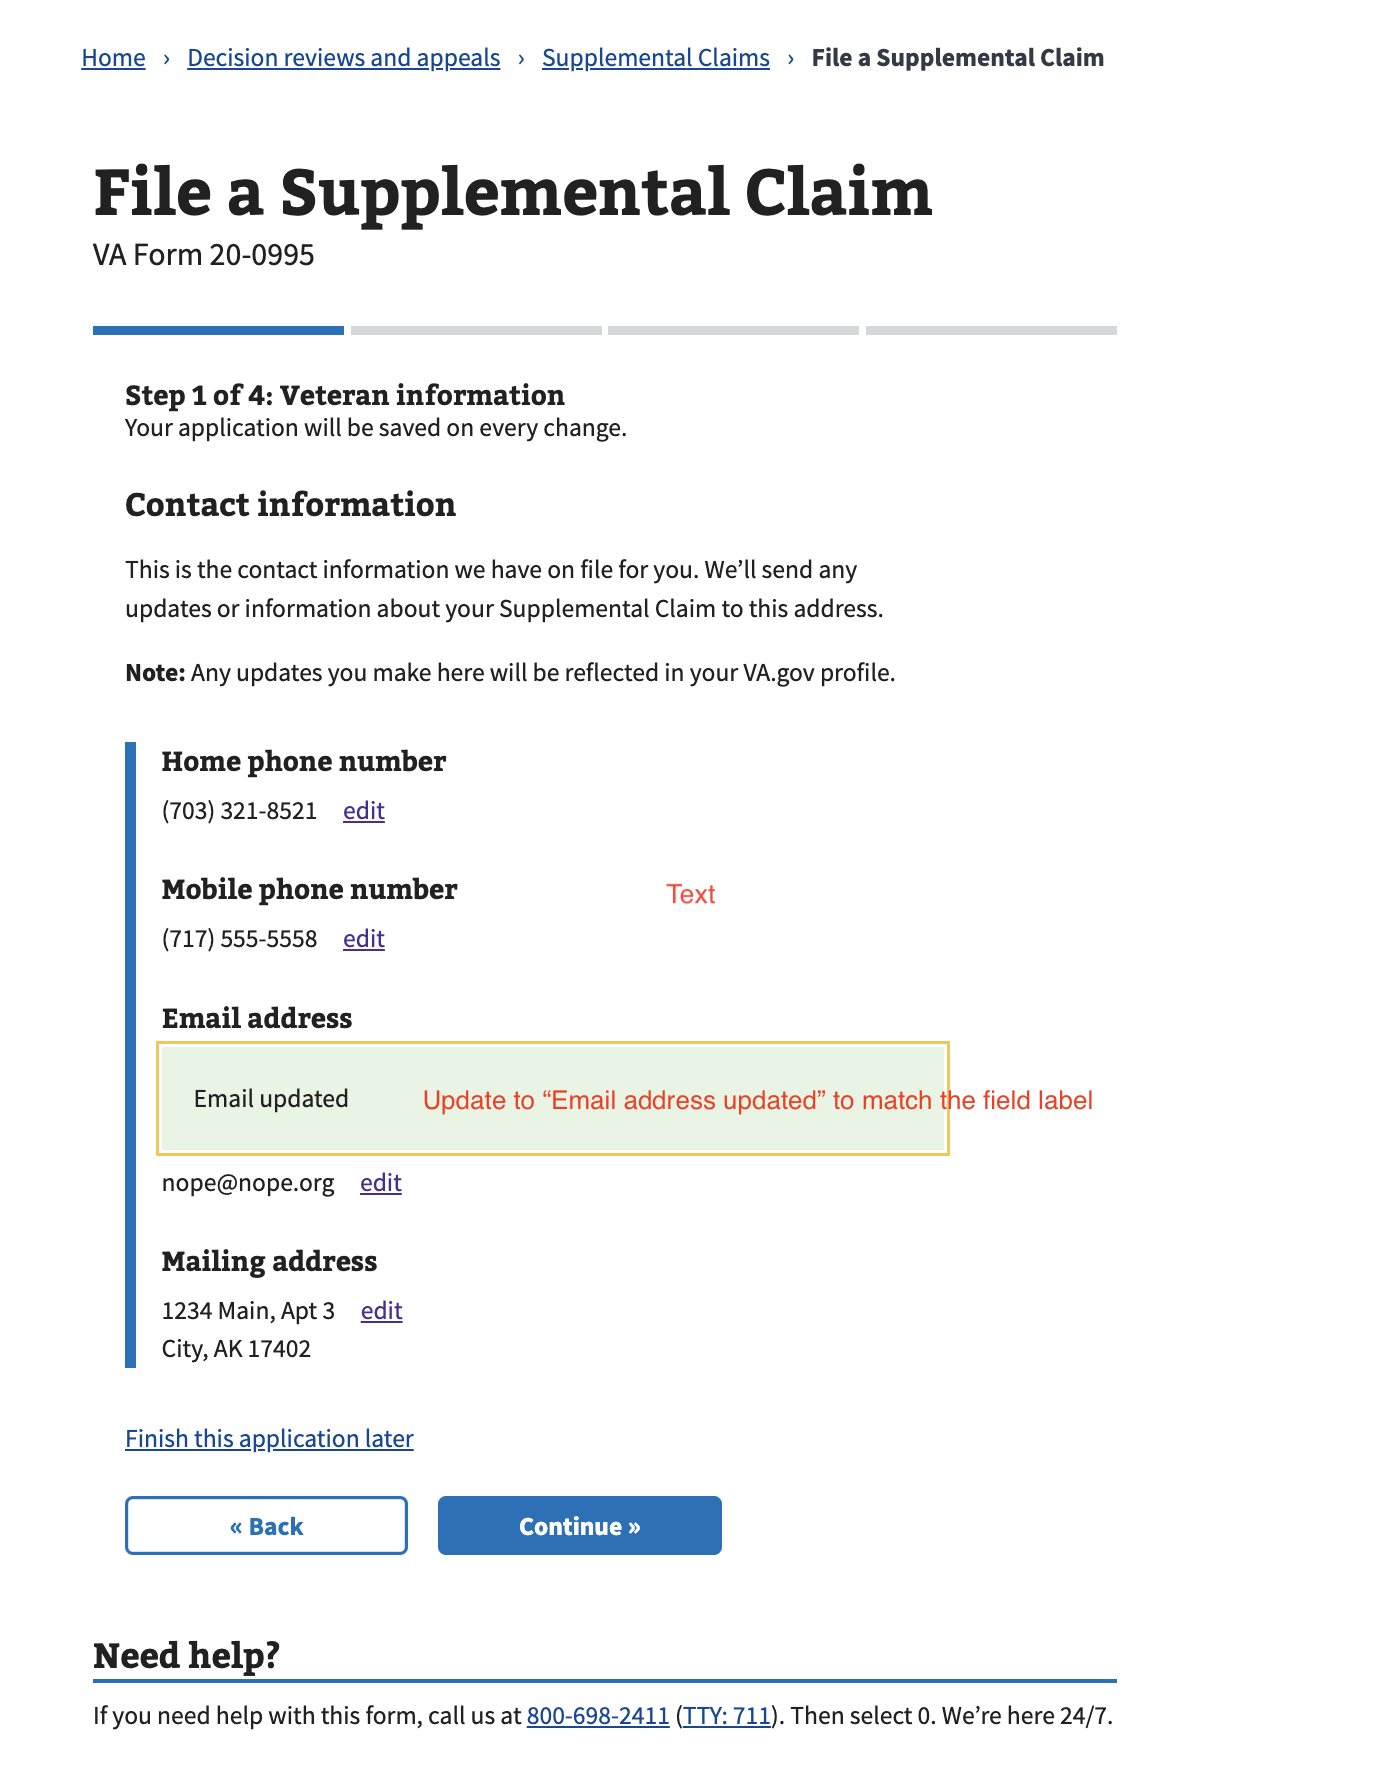 Home › Decision reviews and appeals › Supplemental Claims › File a Supplemental Claim
File a Supplemental Claim
VA Form 20-0995
Step 1 of 4: Veteran information
Your application will be saved on every change.
Contact information
This is the contact information we have on file for you. We’ll send any
updates or information about your Supplemental Claim to this address.
Note: Any updates you make here will be reflected in your VA.gov profile.
Home phone number
(703) 321-8521 edit
Mobile phone number
Text
(717) 555-5558 edit
Email address
Email updated
Update to “Email address updated” to match the field label
nope@nope.org edit
Mailing address
1234 Main, Apt 3 edit
City, AK 17402
Finish this application later
« Back
Continue »
Need help?
If you need help with this form, call us at 800-698-2411 (TTY: 711). Then select 0. We’re here 24/7.